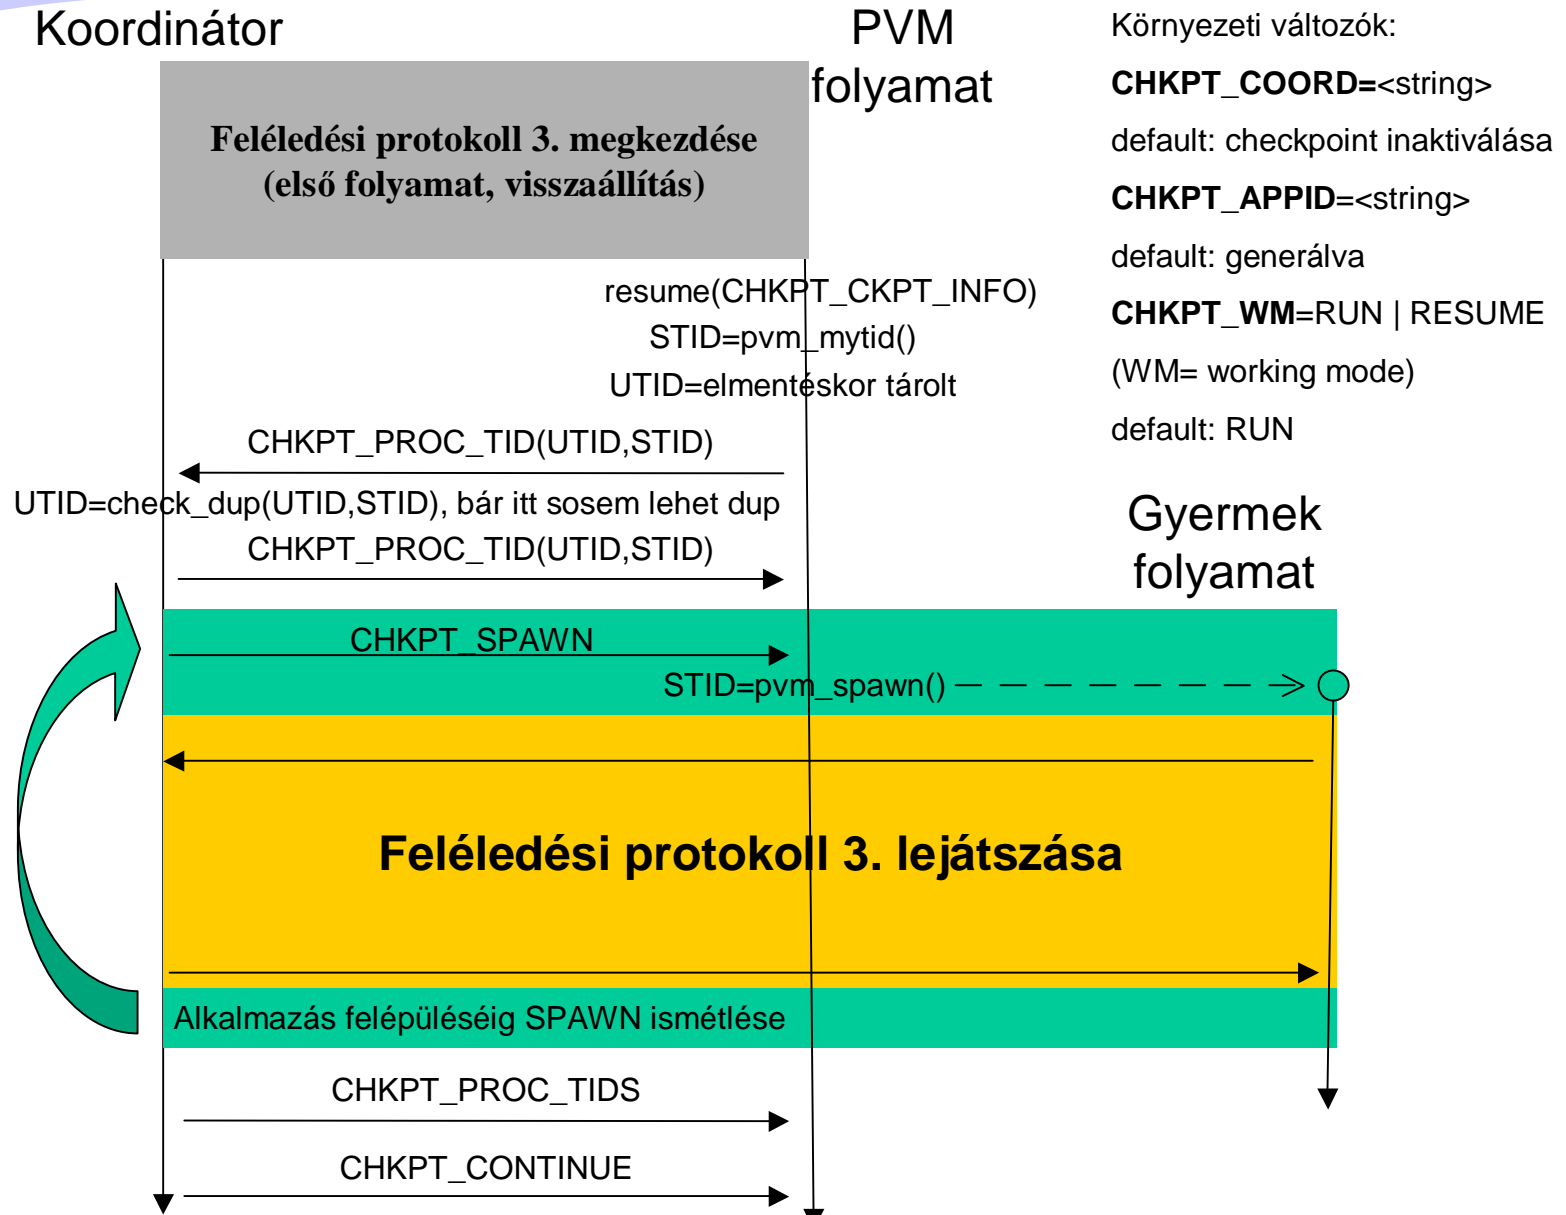 Koordinátor
PVM
folyamat
Környezeti változók:
CHKPT_COORD=<string>
default: checkpoint inaktiválása
CHKPT_APPID=<string>
default: generálva
CHKPT_WM=RUN | RESUME
(WM= working mode)
default: RUN
Feléledési protokoll 3. megkezdése
(első folyamat, visszaállítás)
resume(CHKPT_CKPT_INFO)
STID=pvm_mytid()
UTID=elmentéskor tárolt
CHKPT_PROC_TID(UTID,STID)
UTID=check_dup(UTID,STID), bár itt sosem lehet dup
CHKPT_PROC_TID(UTID,STID)
Gyermek
folyamat
CHKPT_SPAWN
STID=pvm_spawn()
Feléledési protokoll 3. lejátszása
Alkalmazás felépüléséig SPAWN ismétlése
CHKPT_PROC_TIDS
CHKPT_CONTINUE